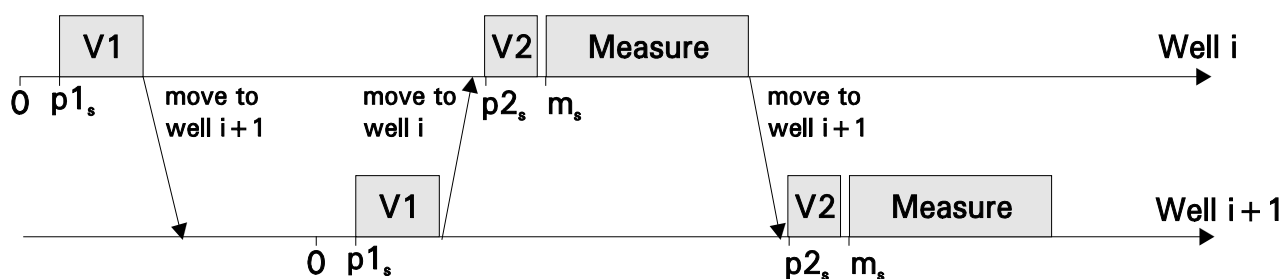 V1
V2
Measure
Well i
0
p1s
move to
well i+1
move to
well i
p2s
ms
move to
well i+1
V1
V2
Measure
Well i+1
0
p1s
p2s
ms